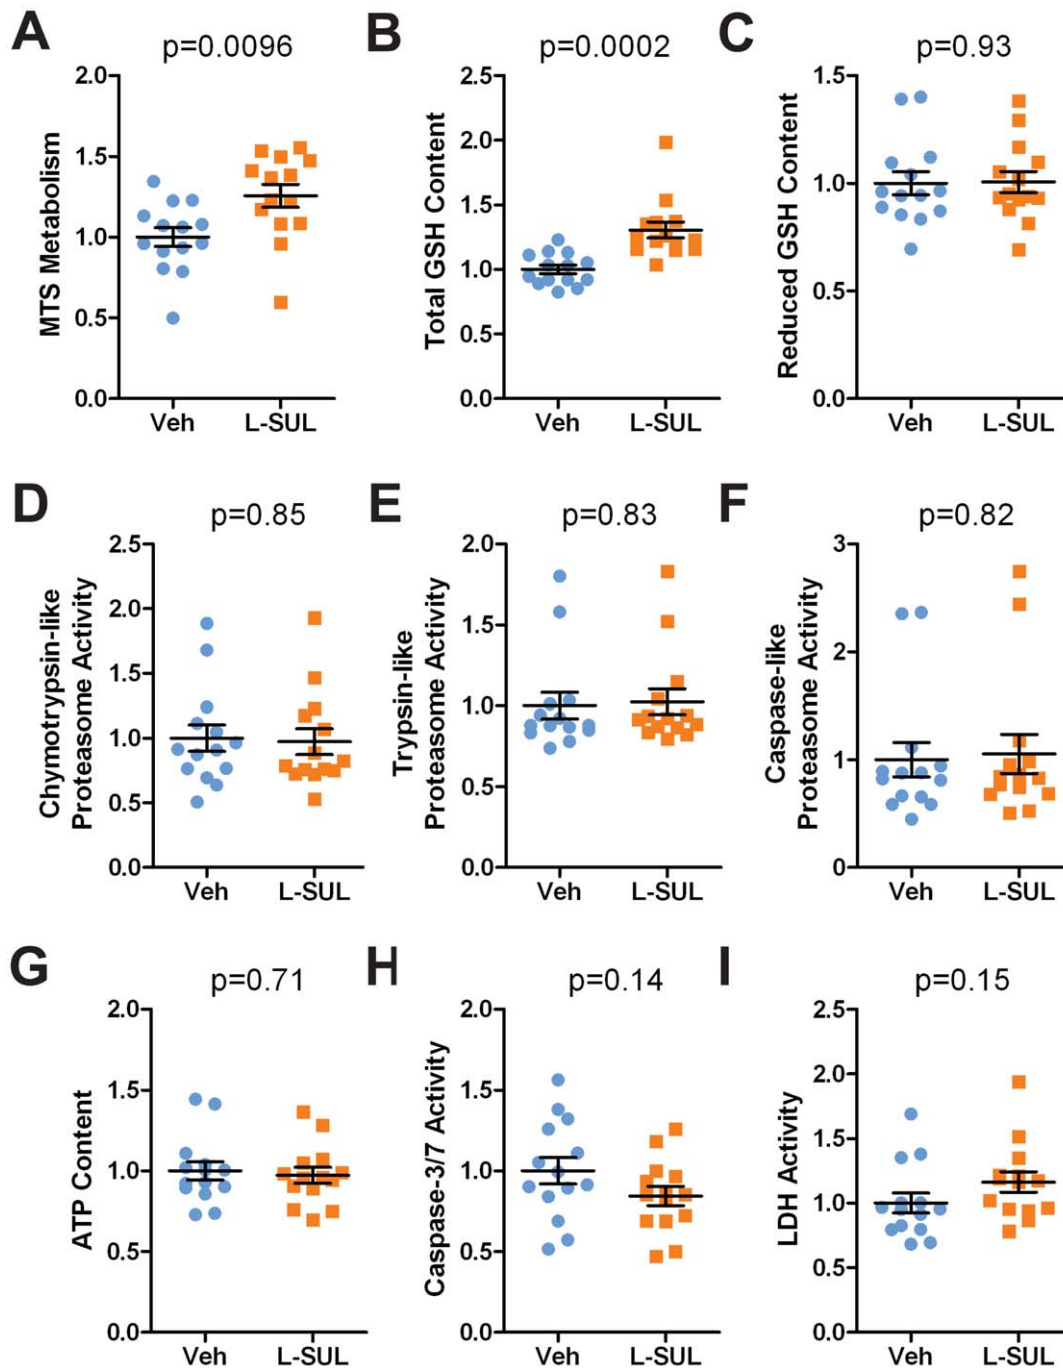 A
p=0.0096
MTS Metabolism
2.0
1.5
1.0
0.5
0.0
Veh
L-SUL
B
p=0.0002
Total GSH Content
2.5
2.0
1.5
1.0
0.5
0.0
Veh
L-SUL
C
p=0.93
Reduced GSH Content
1.5
1.0
0.5
0.0
Veh
L-SUL
D
p=0.85
Chymotrypsin-like
Proteasome Activity
2.5
2.0
1.5
1.0
0.5
0.0
Veh
L-SUL
E
p=0.83
Trypsin-like
Proteasome Activity
2.0
1.5
1.0
0.5
0.0
Veh
L-SUL
F
p=0.82
Caspase-like
Proteasome Activity
3
2
1
0
Veh
L-SUL
G
p=0.71
ATP Content
2.0
1.5
1.0
0.5
0.0
Veh
L-SUL
H
p=0.14
Caspase-3/7 Activity
2.0
1.5
1.0
0.5
0.0
Veh
L-SUL
I
p=0.15
LDH Activity
2.5
2.0
1.5
1.0
0.5
0.0
Veh
L-SUL